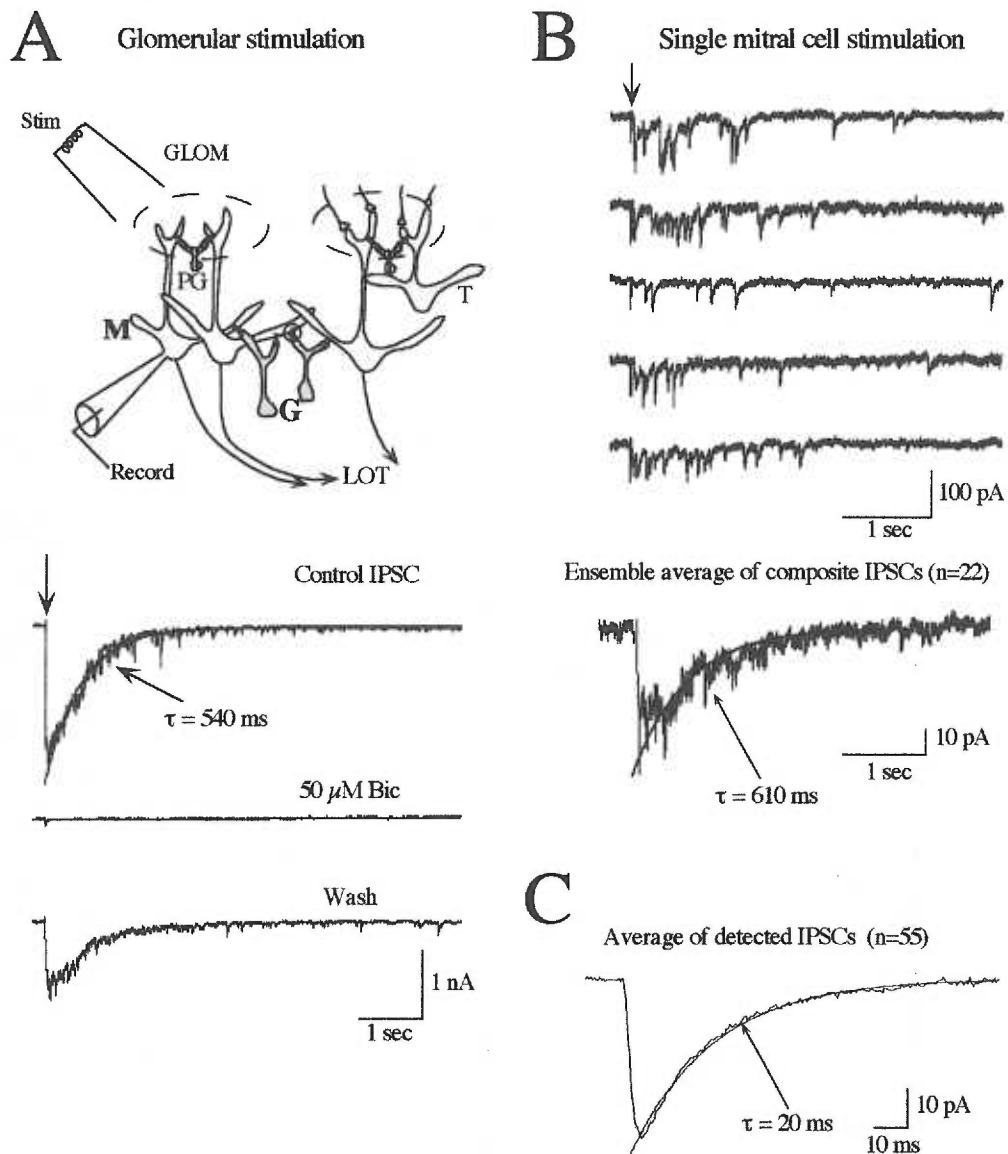 A
Glomerular stimulation
Stim
GLOM
PG
T
M
G
Record
LOT
Control IPSC
τ = 540 ms
50 µM Bic
Wash
1 nA
1 sec
B
Single mitral cell stimulation
100 pA
1 sec
Ensemble average of composite IPSCs (n=22)
10 pA
1 sec
τ = 610 ms
C
Average of detected IPSCs (n=55)
τ = 20 ms
10 pA
10 ms